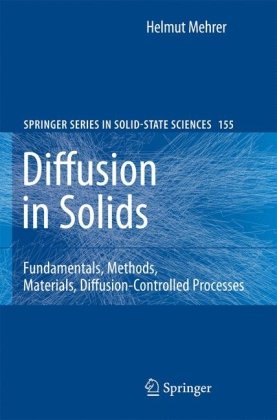 Helmut Mehrer
SPRINGER SERIES IN SOLID-STATE SCIENCES 155
Diffusion
in Solids
Fundamentals, Methods,
Materials, Diffusion-Controlled Processes
Springer